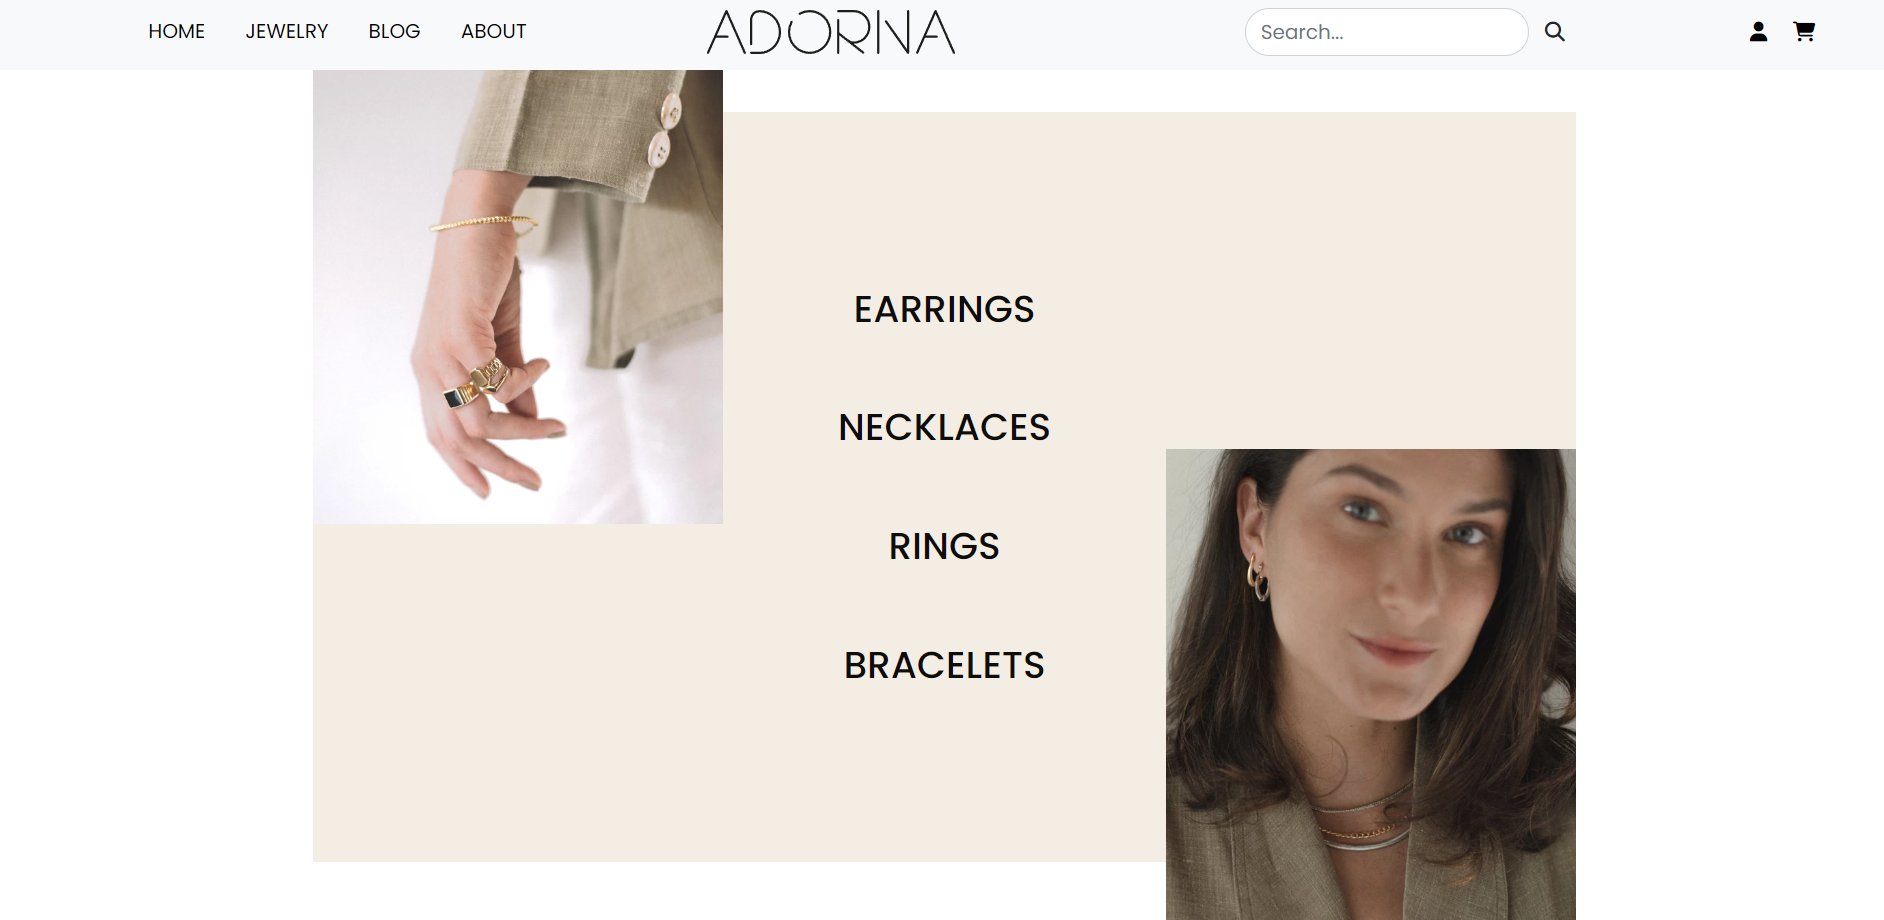 HOME JEWELRY BLOG ABOUT ADORNA Search...
EARRINGS
NECKLACES
RINGS
BRACELETS